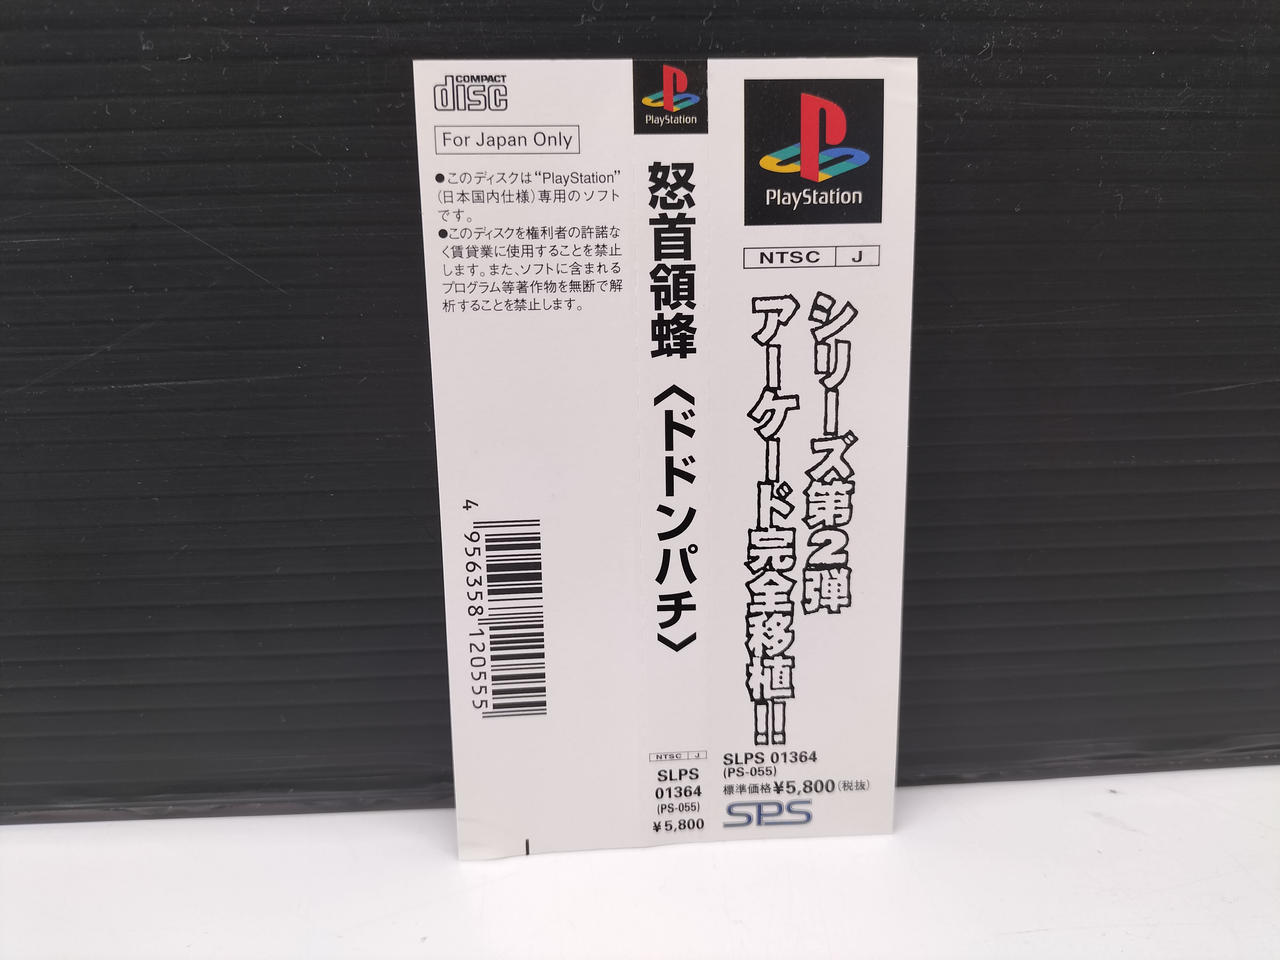 COMPACT
disc
For Japan Only
●このディスクは“PlayStation”
(日本国内仕様)専用のソフト
です。
●このディスクを権利者の許諾な
く賃貸業に使用することを禁止
します。また、ソフトに含まれる
プログラム等著作物を無断で解
析することを禁止します。
4 956358 120555
PlayStation
怒首領蜂〈ドドンパチ〉
NTSC J
SLPS
01364
(PS-055)
¥5,800
PlayStation
NTSC J
シリーズ第2弾
アーケード完全移植!!
SLPS 01364
(PS-055)
標準価格¥5,800(税抜)
SPS